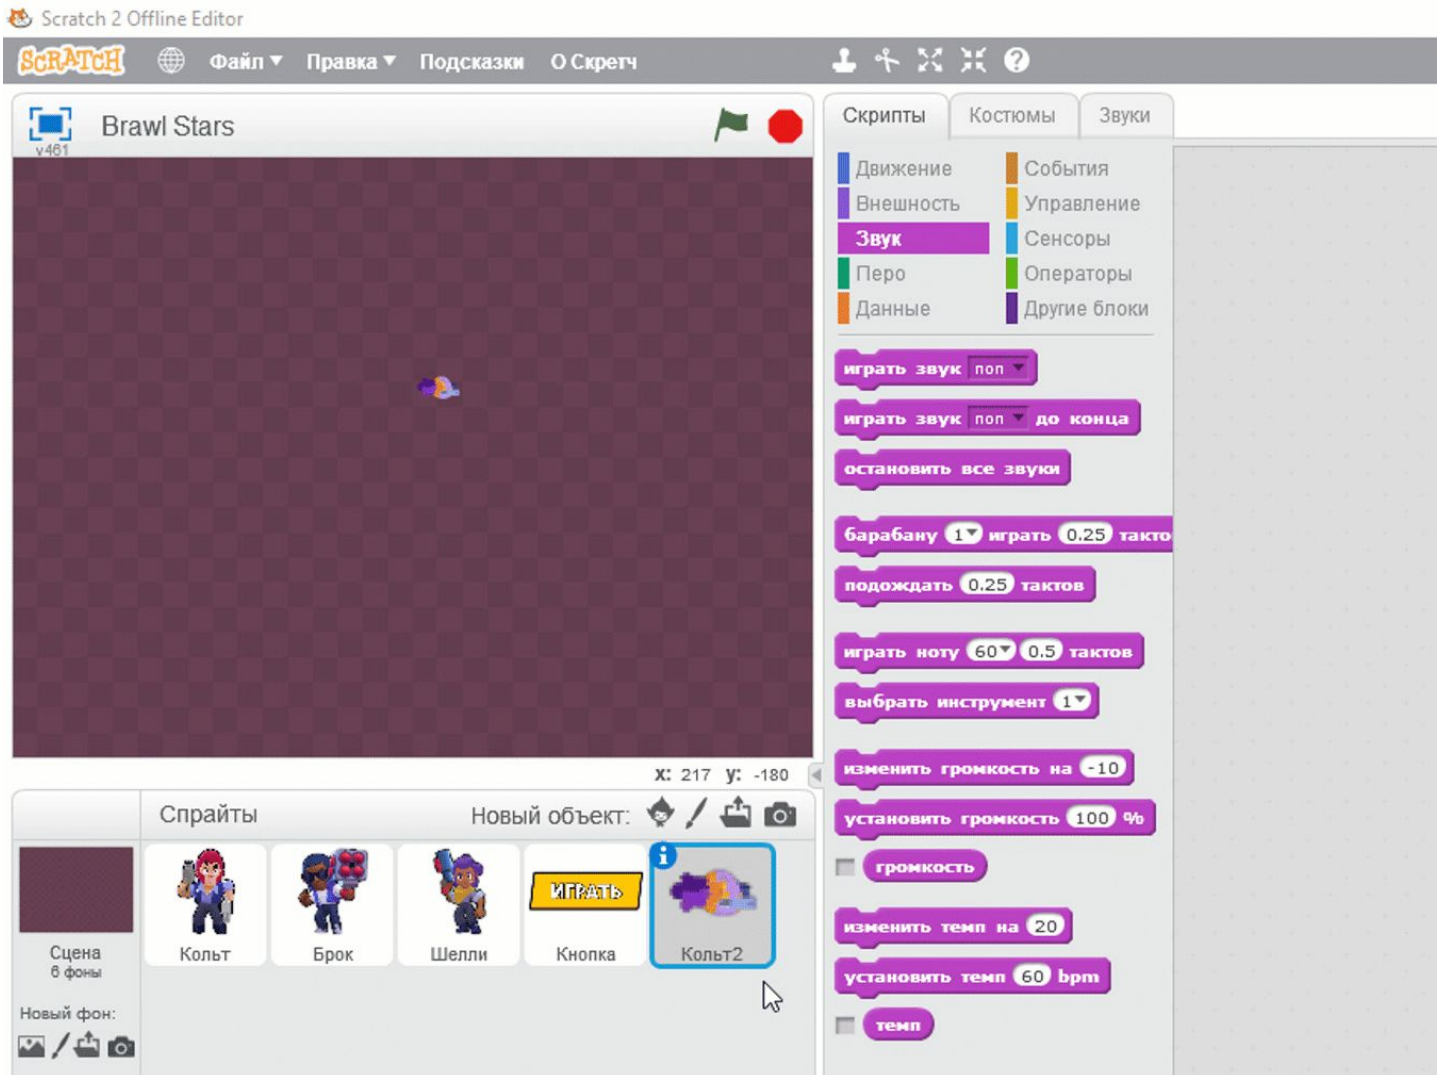 Scratch 2 Offline Editor
SCRATCH Файл Правка Подсказки О Скретч
v461 Brawl Stars
Скрипты Костюмы Звуки
Движение События
Внешность Управление
Звук Сенсоры
Перо Операторы
Данные Другие блоки
играть звук поп
играть звук поп до конца
остановить все звуки
барабану 1 играть 0.25 такто
подождать 0.25 тактов
играть ноту 60 0.5 тактов
выбрать инструмент 1
изменить громкость на -10
установить громкость 100 %
громкость
изменить темп на 20
установить темп 60 bpm
темп
x: 217 y: -180
Спрайты Новый объект:
ИГРАТЬ
Кольт Брок Шелли Кнопка Кольт2
Сцена
6 фоны
Новый фон: